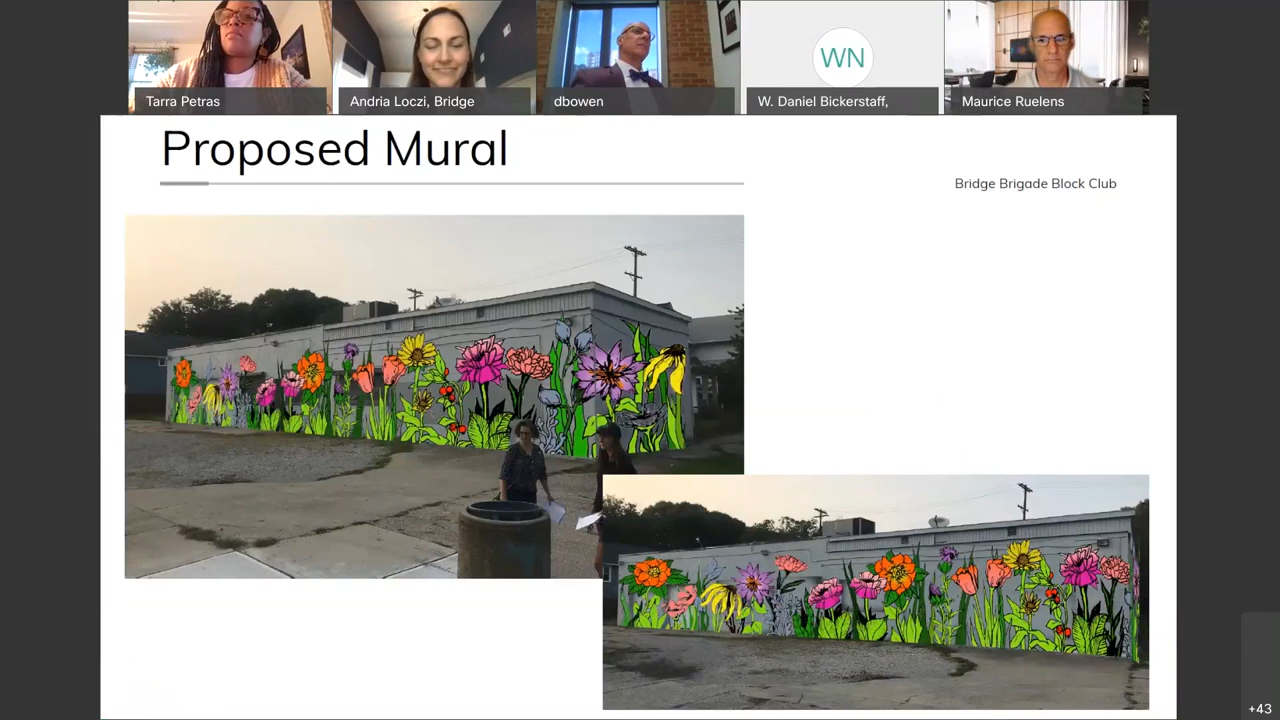 WN
Tarra Petras
Andria Loczi, Bridge
dbowen
W. Daniel Bickerstaff,
Maurice Ruelens
Proposed Mural
Bridge Brigade Block Club
+43